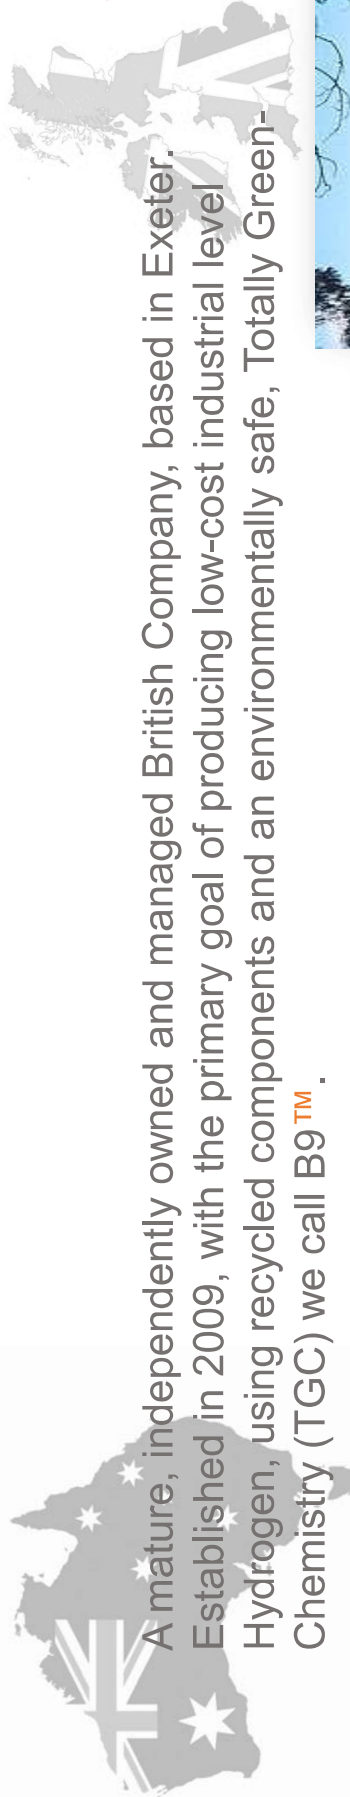 A mature, independently owned and managed British Company, based in Exeter.
Established in 2009, with the primary goal of producing low-cost industrial level
Hydrogen, using recycled components and an environmentally safe, Totally Green-
Chemistry (TGC) we call B9™.